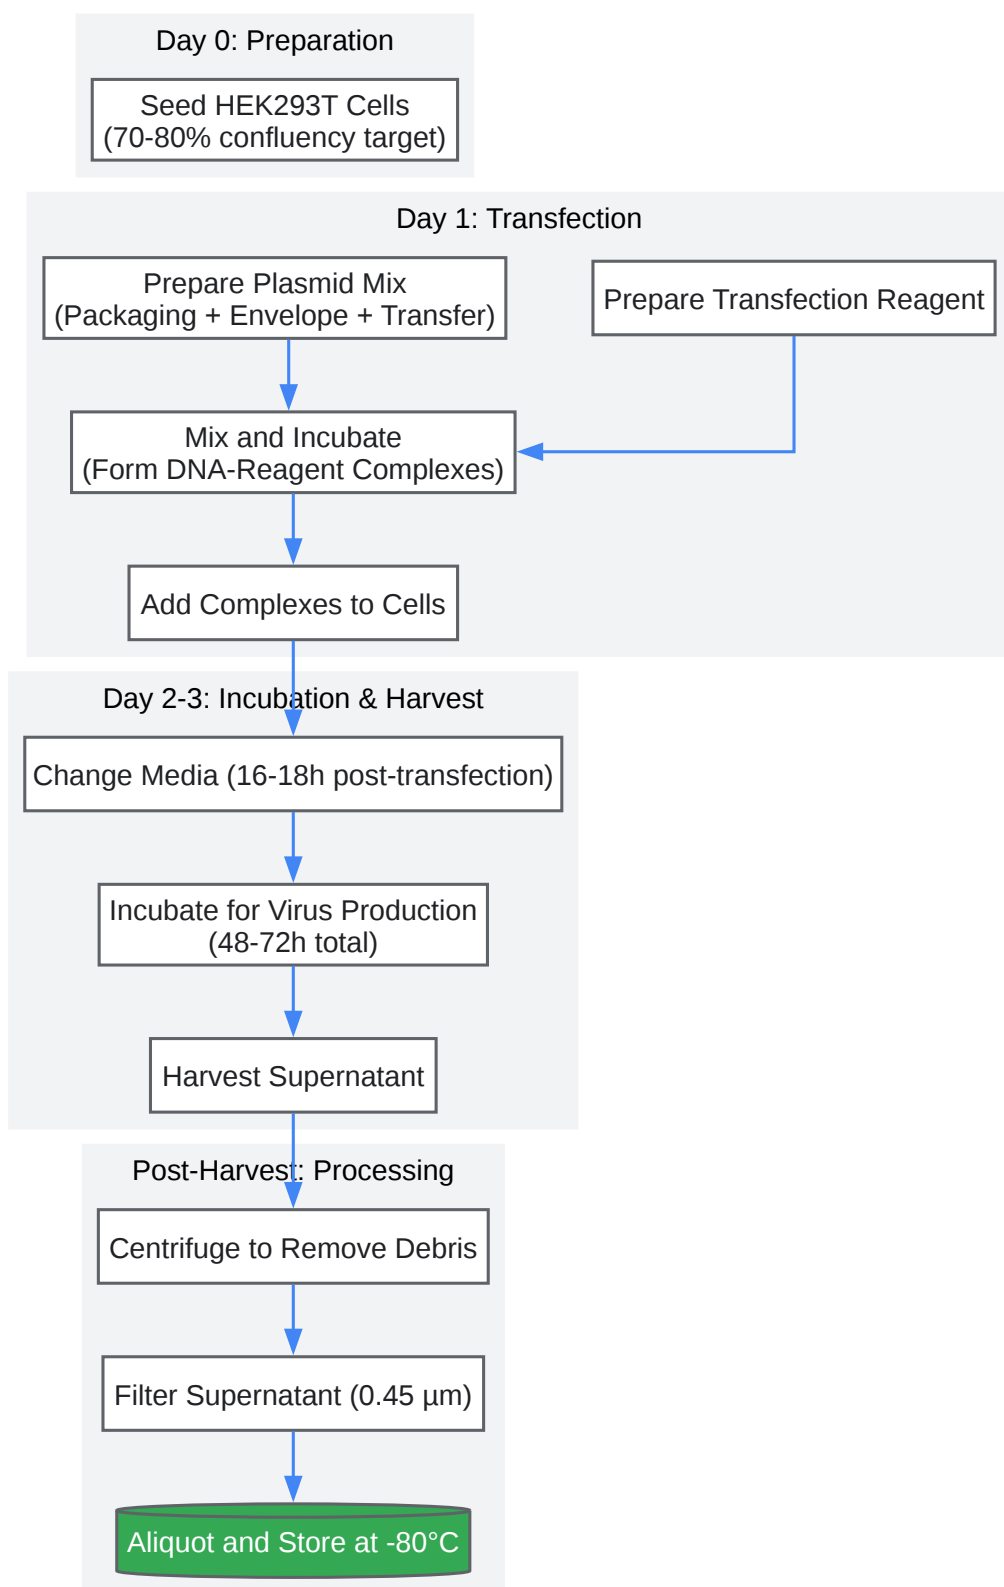 Day 0: Preparation
Seed HEK293T Cells
(70-80% confluency target)
Day 1: Transfection
Prepare Plasmid Mix
(Packaging + Envelope + Transfer)
Prepare Transfection Reagent
Mix and Incubate
(Form DNA-Reagent Complexes)
Add Complexes to Cells
Day 2-3: Incubation & Harvest
Change Media (16-18h post-transfection)
Incubate for Virus Production
(48-72h total)
Harvest Supernatant
Post-Harvest: Processing
Centrifuge to Remove Debris
Filter Supernatant (0.45 µm)
Aliquot and Store at -80°C